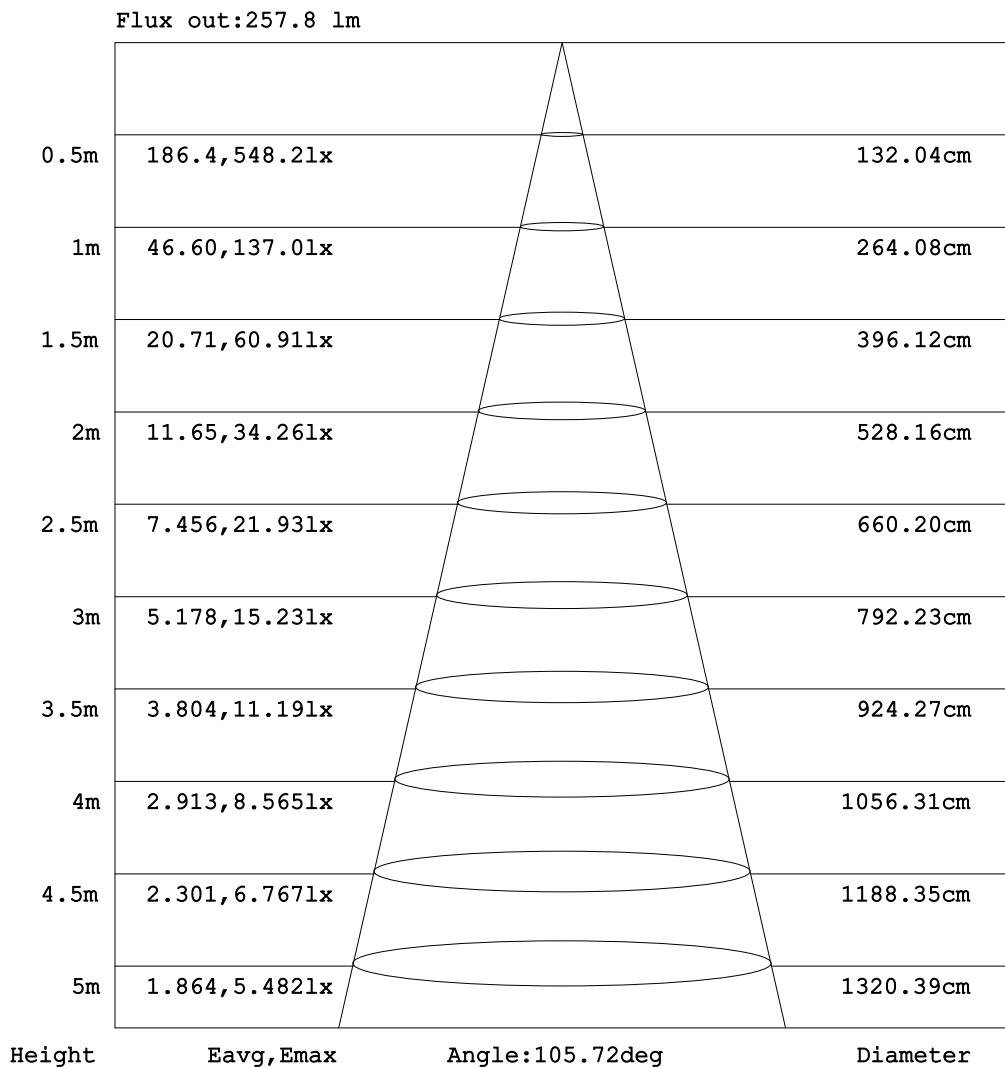 Flux out:257.8 lm
0.5m 186.4,548.2lx 132.04cm
1m 46.60,137.0lx 264.08cm
1.5m 20.71,60.91lx 396.12cm
2m 11.65,34.26lx 528.16cm
2.5m 7.456,21.93lx 660.20cm
3m 5.178,15.23lx 792.23cm
3.5m 3.804,11.19lx 924.27cm
4m 2.913,8.565lx 1056.31cm
4.5m 2.301,6.767lx 1188.35cm
5m 1.864,5.482lx 1320.39cm
Height Eavg,Emax Angle:105.72deg Diameter